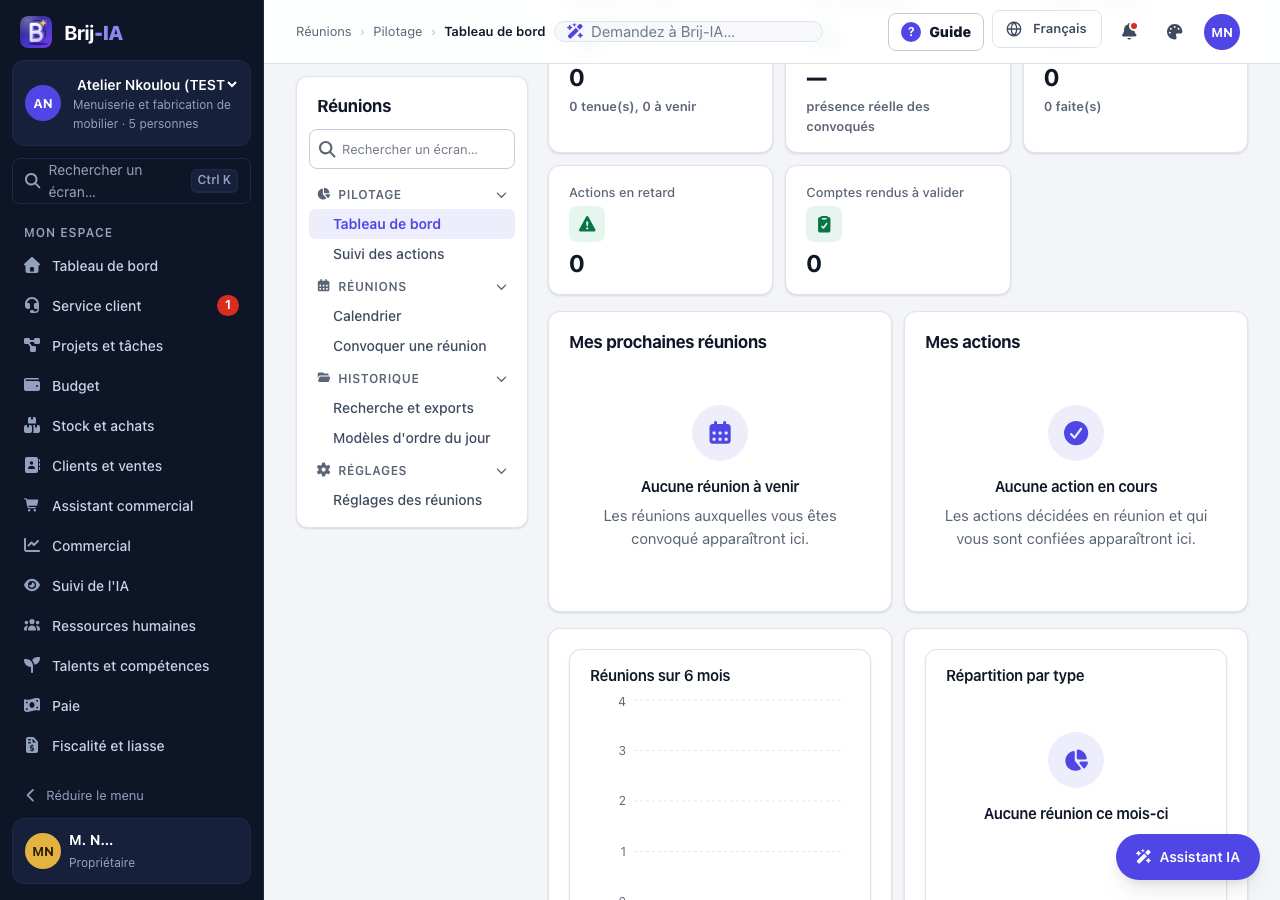 Brij-IA
AN
Atelier Nkoulou (TEST
Menuiserie et fabrication de
mobilier · 5 personnes
Rechercher un
écran...
Ctrl K
MON ESPACE
Tableau de bord
Service client
1
Projets et tâches
Budget
Stock et achats
Clients et ventes
Assistant commercial
Commercial
Suivi de l'IA
Ressources humaines
Talents et compétences
Paie
Fiscalité et liasse
Réduire le menu
MN
M. N...
Propriétaire
Réunions › Pilotage › Tableau de bord
Demandez à Brij-IA...
? Guide
Français
MN
Réunions
Rechercher un écran...
PILOTAGE
Tableau de bord
Suivi des actions
RÉUNIONS
Calendrier
Convoquer une réunion
HISTORIQUE
Recherche et exports
Modèles d'ordre du jour
RÉGLAGES
Réglages des réunions
0
0 tenue(s), 0 à venir
—
présence réelle des
convoqués
0
0 faite(s)
Actions en retard
0
Comptes rendus à valider
0
Mes prochaines réunions
Aucune réunion à venir
Les réunions auxquelles vous êtes
convoqué apparaîtront ici.
Mes actions
Aucune action en cours
Les actions décidées en réunion et qui
vous sont confiées apparaîtront ici.
Réunions sur 6 mois
4
3
2
1
Répartition par type
Aucune réunion ce mois-ci
Assistant IA